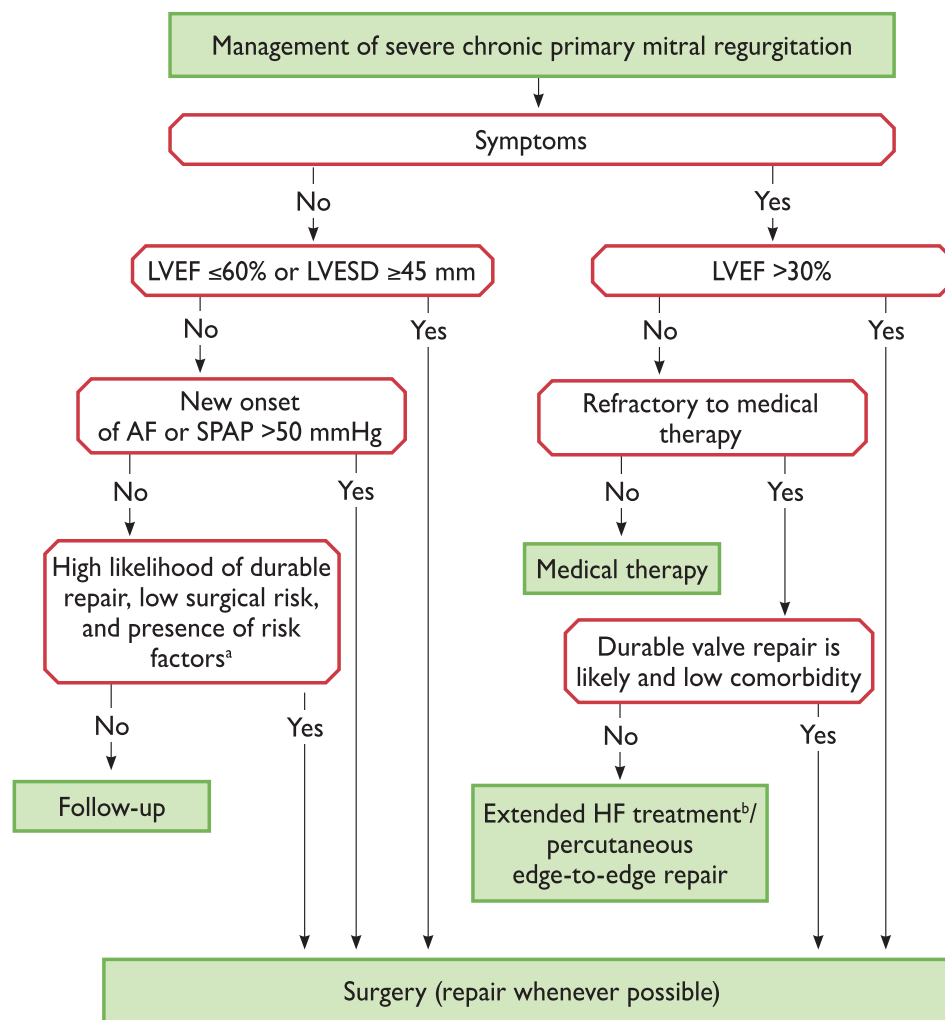 Management of severe chronic primary mitral regurgitation
Symptoms
No
Yes
LVEF ≤60% or LVESD ≥45 mm
LVEF >30%
No
Yes
No
Yes
New onset
of AF or SPAP >50 mmHg
Refractory to medical
therapy
No
Yes
No
Yes
High likelihood of durable
repair, low surgical risk,
and presence of risk
factorsᵃ
Medical therapy
Durable valve repair is
likely and low comorbidity
No
Yes
No
Yes
Follow-up
Extended HF treatmentᵇ/
percutaneous
edge-to-edge repair
Surgery (repair whenever possible)